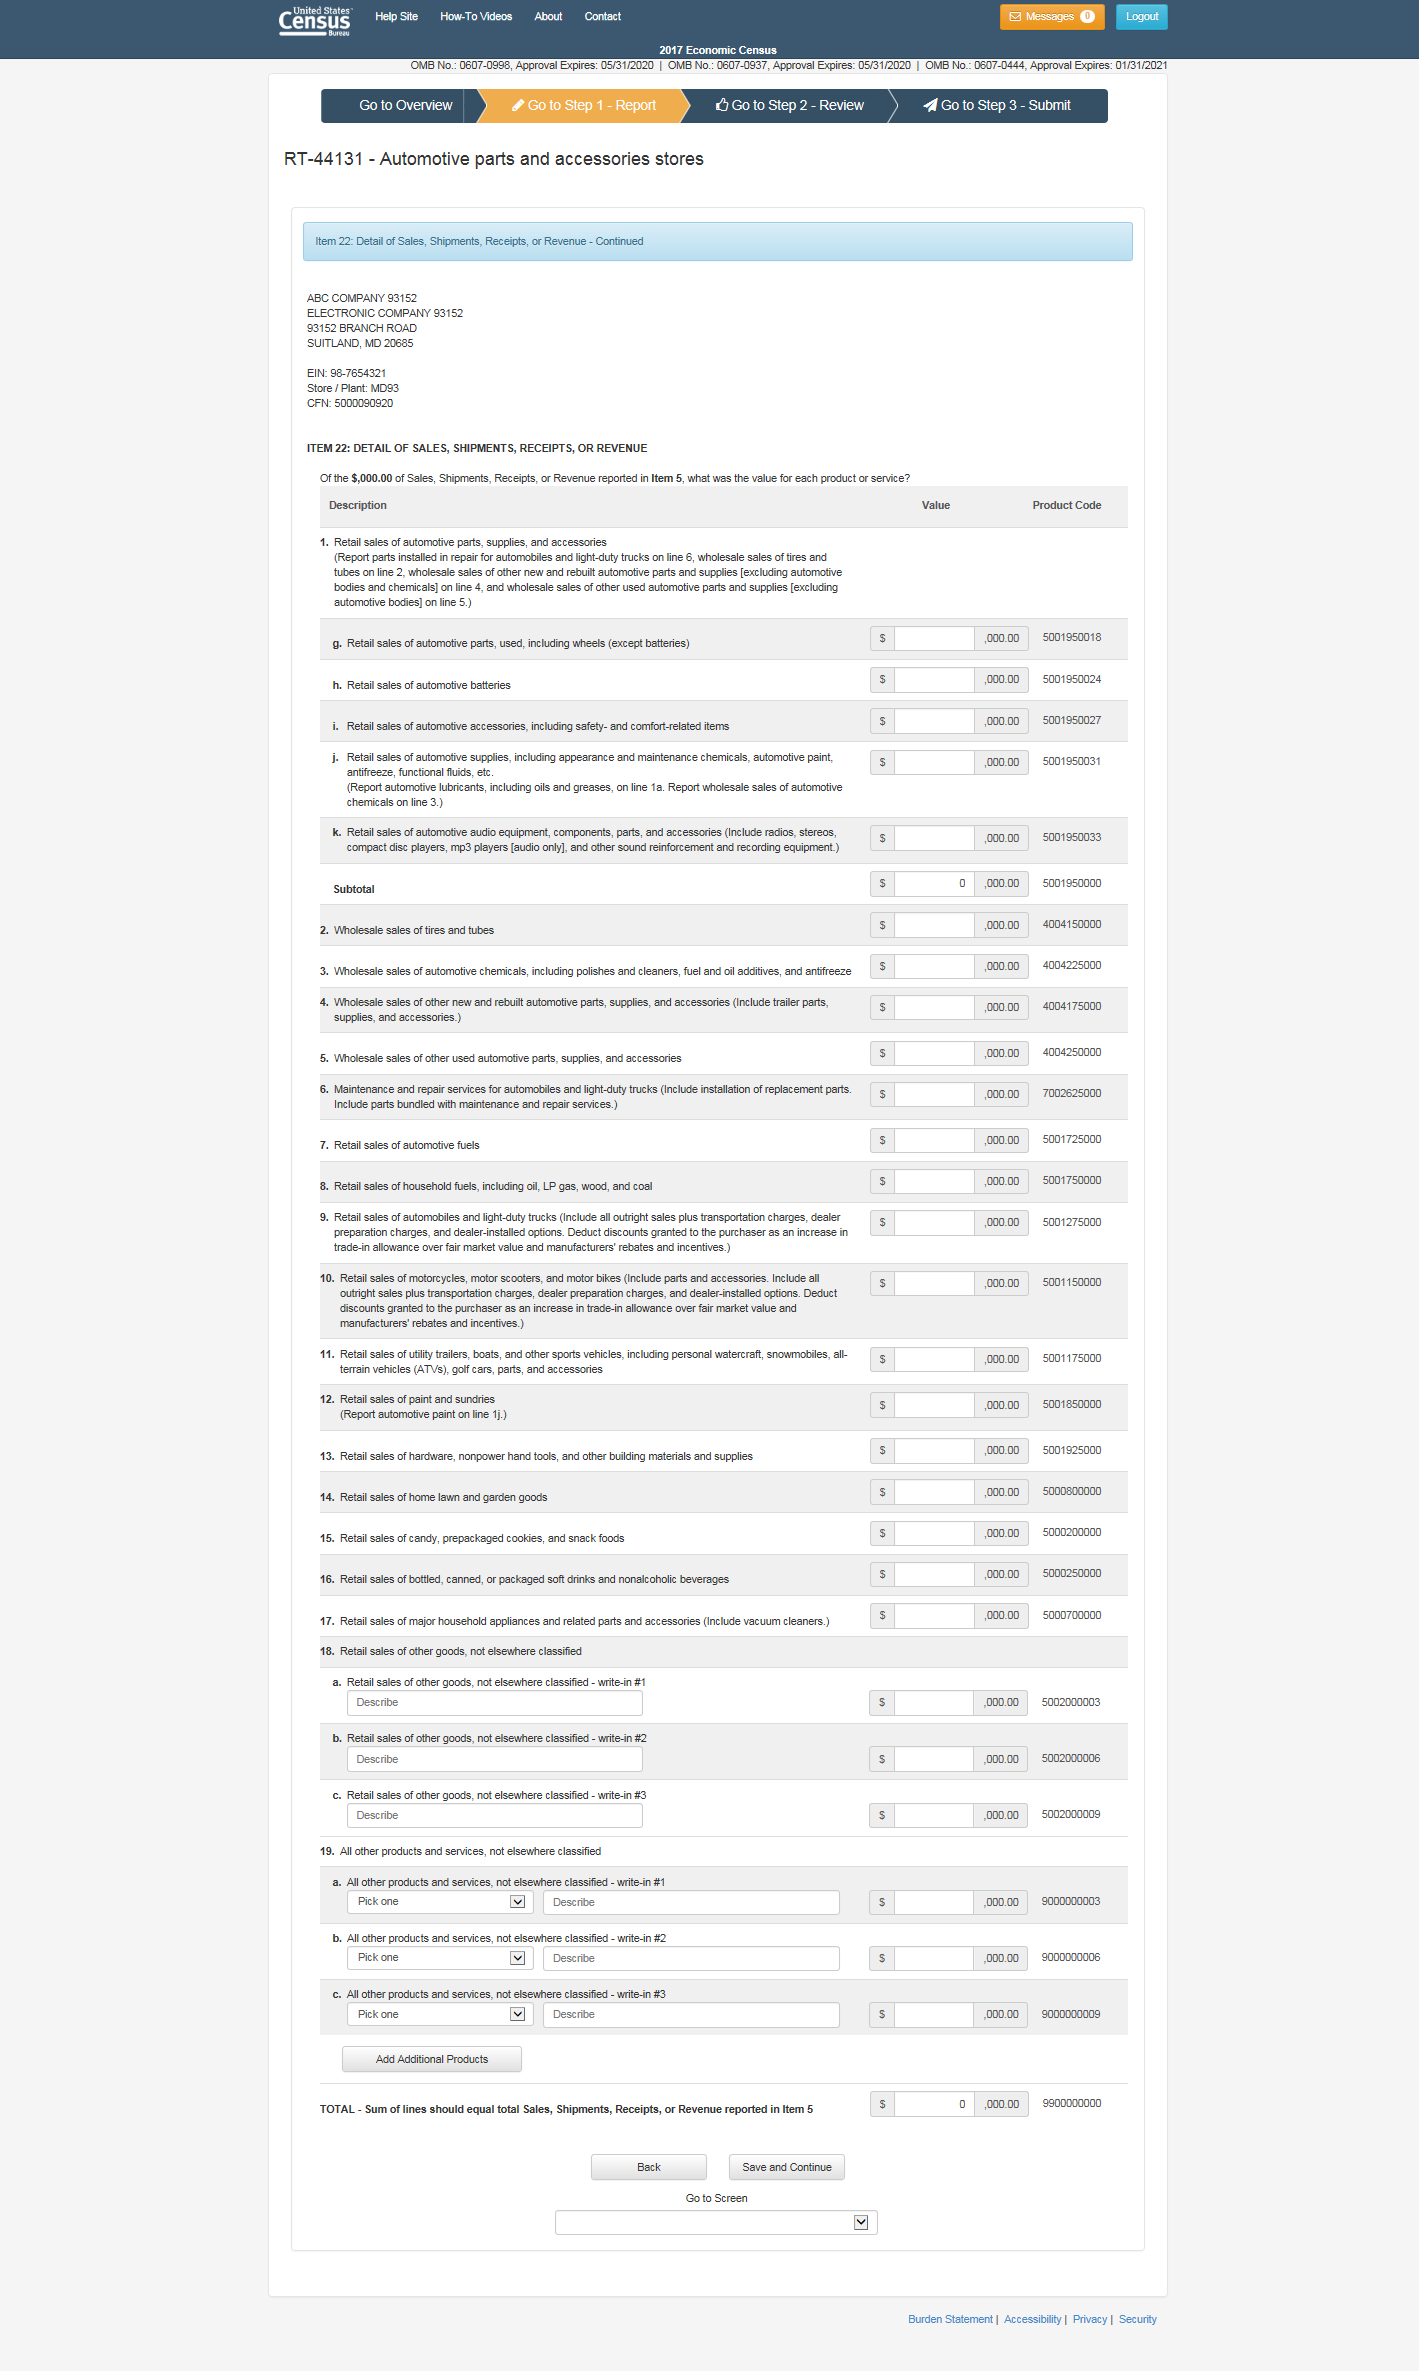 United States™
Census
Bureau
Help Site How-To Videos About Contact
Messages 0 Logout
2017 Economic Census
OMB No.: 0607-0998, Approval Expires: 05/31/2020 | OMB No.: 0607-0937, Approval Expires: 05/31/2020 | OMB No.: 0607-0444, Approval Expires: 01/31/2021
Go to Overview Go to Step 1 - Report Go to Step 2 - Review Go to Step 3 - Submit
RT-44131 - Automotive parts and accessories stores
Item 22: Detail of Sales, Shipments, Receipts, or Revenue - Continued
ABC COMPANY 93152
ELECTRONIC COMPANY 93152
93152 BRANCH ROAD
SUITLAND, MD 20685
EIN: 98-7654321
Store / Plant: MD93
CFN: 5000090920
ITEM 22: DETAIL OF SALES, SHIPMENTS, RECEIPTS, OR REVENUE
Of the $,000.00 of Sales, Shipments, Receipts, or Revenue reported in Item 5, what was the value for each product or service?
Description Value Product Code
1. Retail sales of automotive parts, supplies, and accessories
(Report parts installed in repair for automobiles and light-duty trucks on line 6, wholesale sales of tires and
tubes on line 2, wholesale sales of other new and rebuilt automotive parts and supplies [excluding automotive
bodies and chemicals] on line 4, and wholesale sales of other used automotive parts and supplies [excluding
automotive bodies] on line 5.)
g. Retail sales of automotive parts, used, including wheels (except batteries) $ ,000.00 5001950018
h. Retail sales of automotive batteries $ ,000.00 5001950024
i. Retail sales of automotive accessories, including safety- and comfort-related items $ ,000.00 5001950027
j. Retail sales of automotive supplies, including appearance and maintenance chemicals, automotive paint, $ ,000.00 5001950031
antifreeze, functional fluids, etc.
(Report automotive lubricants, including oils and greases, on line 1a. Report wholesale sales of automotive
chemicals on line 3.)
k. Retail sales of automotive audio equipment, components, parts, and accessories (Include radios, stereos, $ ,000.00 5001950033
compact disc players, mp3 players [audio only], and other sound reinforcement and recording equipment.)
Subtotal $ 0 ,000.00 5001950000
2. Wholesale sales of tires and tubes $ ,000.00 4004150000
3. Wholesale sales of automotive chemicals, including polishes and cleaners, fuel and oil additives, and antifreeze $ ,000.00 4004225000
4. Wholesale sales of other new and rebuilt automotive parts, supplies, and accessories (Include trailer parts, $ ,000.00 4004175000
supplies, and accessories.)
5. Wholesale sales of other used automotive parts, supplies, and accessories $ ,000.00 4004250000
6. Maintenance and repair services for automobiles and light-duty trucks (Include installation of replacement parts. $ ,000.00 7002625000
Include parts bundled with maintenance and repair services.)
7. Retail sales of automotive fuels $ ,000.00 5001725000
8. Retail sales of household fuels, including oil, LP gas, wood, and coal $ ,000.00 5001750000
9. Retail sales of automobiles and light-duty trucks (Include all outright sales plus transportation charges, dealer $ ,000.00 5001275000
preparation charges, and dealer-installed options. Deduct discounts granted to the purchaser as an increase in
trade-in allowance over fair market value and manufacturers' rebates and incentives.)
10. Retail sales of motorcycles, motor scooters, and motor bikes (Include parts and accessories. Include all $ ,000.00 5001150000
outright sales plus transportation charges, dealer preparation charges, and dealer-installed options. Deduct
discounts granted to the purchaser as an increase in trade-in allowance over fair market value and
manufacturers' rebates and incentives.)
11. Retail sales of utility trailers, boats, and other sports vehicles, including personal watercraft, snowmobiles, all- $ ,000.00 5001175000
terrain vehicles (ATVs), golf cars, parts, and accessories
12. Retail sales of paint and sundries $ ,000.00 5001850000
(Report automotive paint on line 1j.)
13. Retail sales of hardware, nonpower hand tools, and other building materials and supplies $ ,000.00 5001925000
14. Retail sales of home lawn and garden goods $ ,000.00 5000800000
15. Retail sales of candy, prepackaged cookies, and snack foods $ ,000.00 5000200000
16. Retail sales of bottled, canned, or packaged soft drinks and nonalcoholic beverages $ ,000.00 5000250000
17. Retail sales of major household appliances and related parts and accessories (Include vacuum cleaners.) $ ,000.00 5000700000
18. Retail sales of other goods, not elsewhere classified
a. Retail sales of other goods, not elsewhere classified - write-in #1
Describe $ ,000.00 5002000003
b. Retail sales of other goods, not elsewhere classified - write-in #2
Describe $ ,000.00 5002000006
c. Retail sales of other goods, not elsewhere classified - write-in #3
Describe $ ,000.00 5002000009
19. All other products and services, not elsewhere classified
a. All other products and services, not elsewhere classified - write-in #1
Pick one Describe $ ,000.00 9000000003
b. All other products and services, not elsewhere classified - write-in #2
Pick one Describe $ ,000.00 9000000006
c. All other products and services, not elsewhere classified - write-in #3
Pick one Describe $ ,000.00 9000000009
Add Additional Products
TOTAL - Sum of lines should equal total Sales, Shipments, Receipts, or Revenue reported in Item 5 $ 0 ,000.00 9900000000
Back Save and Continue
Go to Screen
Burden Statement | Accessibility | Privacy | Security